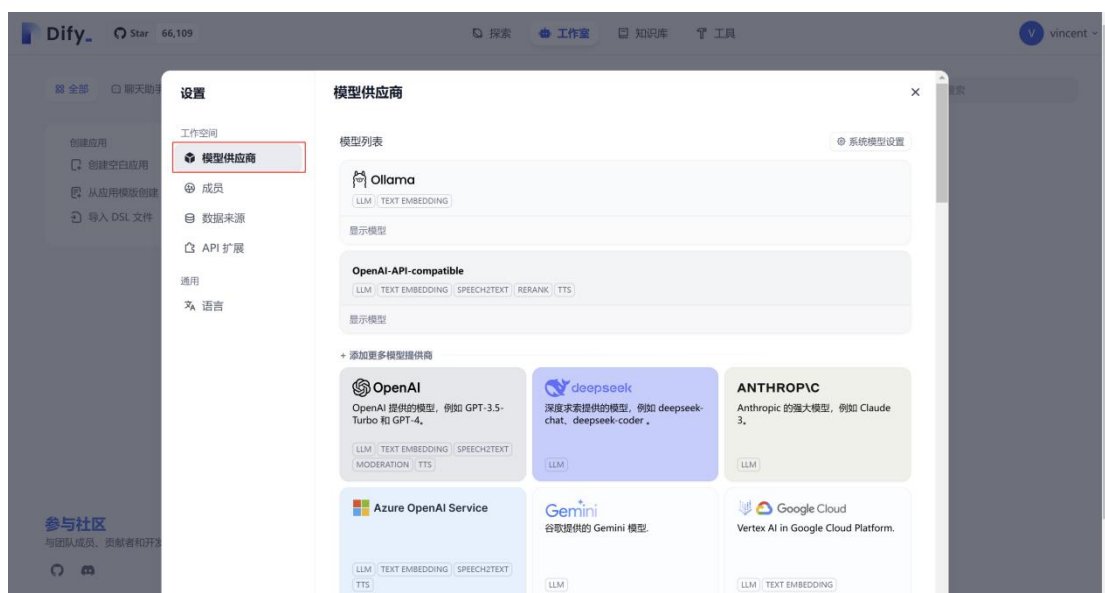 Dify_
Star 66,109
探索
工作室
知识库
工具
V vincent
全部
聊天助手
创建应用
创建空白应用
从应用模版创建
导入 DSL 文件
参与社区
与团队成员、贡献者和开发
设置
工作空间
模型供应商
成员
数据来源
API 扩展
通用
语言
模型供应商
模型列表
系统模型设置
Ollama
LLM TEXT EMBEDDING
显示模型
OpenAI-API-compatible
LLM TEXT EMBEDDING SPEECH2TEXT RERANK TTS
显示模型
+ 添加更多模型提供商
OpenAI
OpenAI 提供的模型，例如 GPT-3.5-
Turbo 和 GPT-4。
LLM TEXT EMBEDDING SPEECH2TEXT
MODERATION TTS
deepseek
深度求索提供的模型，例如 deepseek-
chat、deepseek-coder 。
LLM
ANTHROP\C
Anthropic 的强大模型，例如 Claude
3。
LLM
Azure OpenAI Service
LLM TEXT EMBEDDING SPEECH2TEXT
TTS
Gemini
谷歌提供的 Gemini 模型.
LLM
Google Cloud
Vertex AI in Google Cloud Platform.
LLM TEXT EMBEDDING